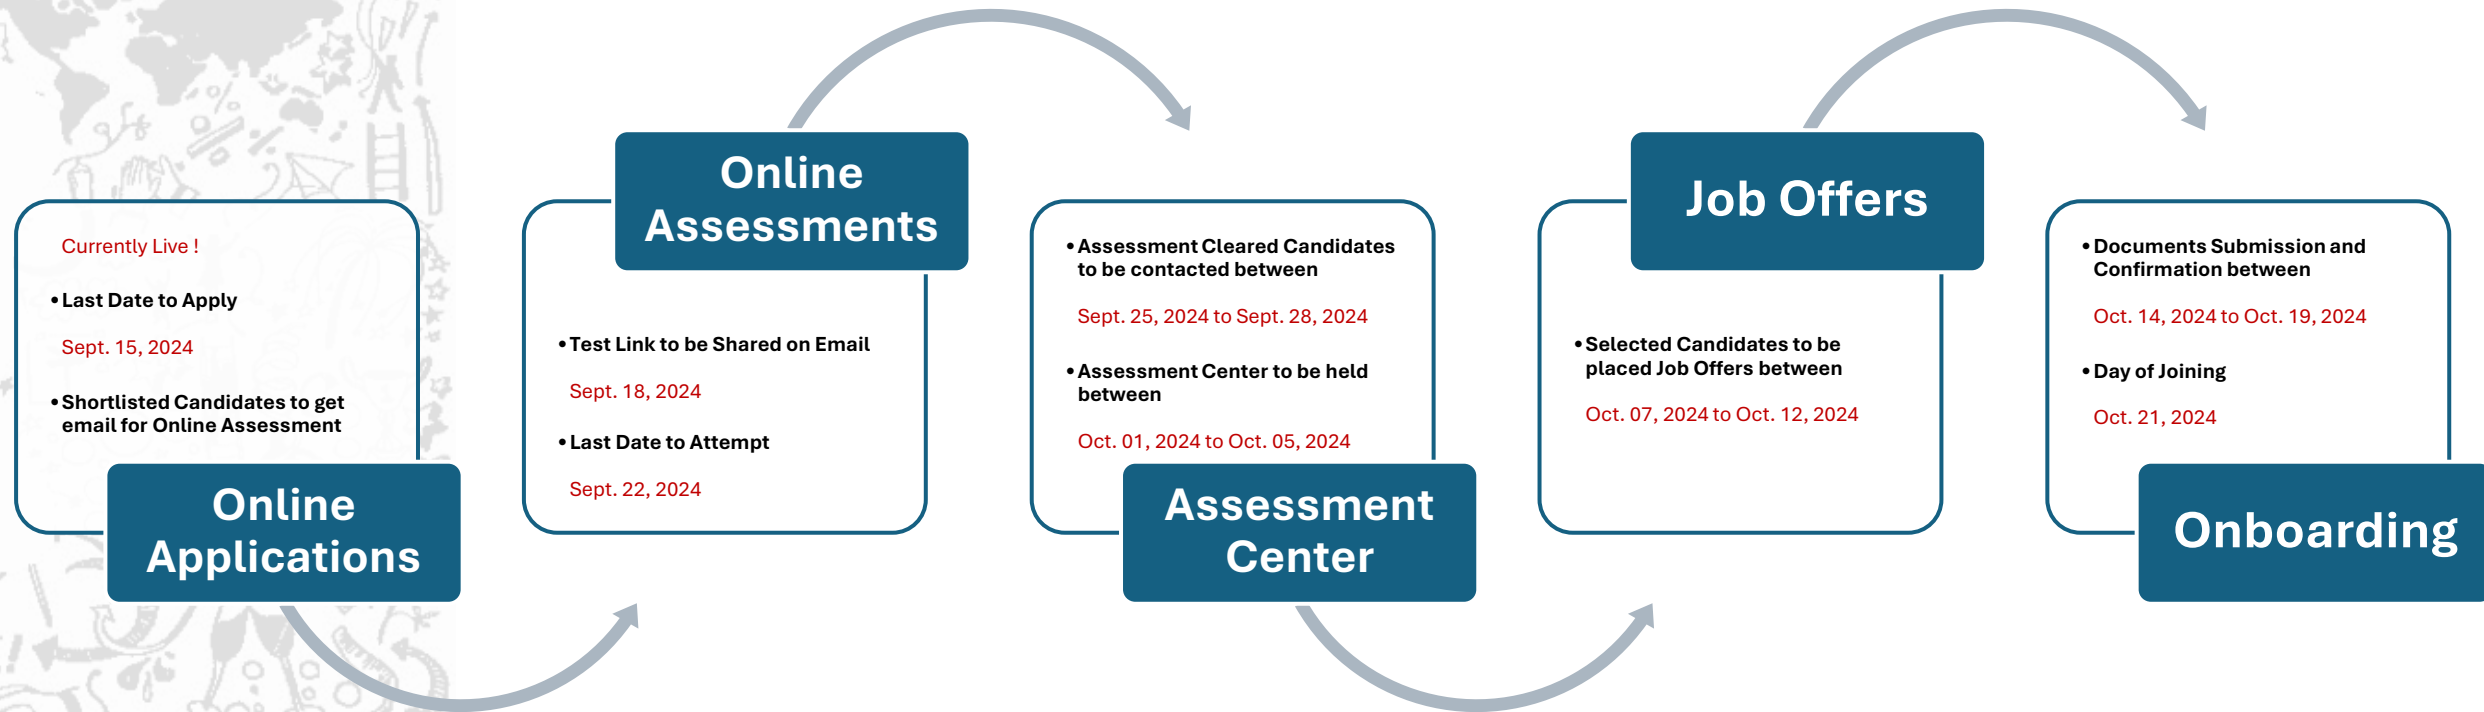 Currently Live !
•Last Date to Apply
Sept. 15, 2024
•Shortlisted Candidates to get
email for Online Assessment
Online
Applications
Online
Assessments
•Test Link to be Shared on Email
Sept. 18, 2024
•Last Date to Attempt
Sept. 22, 2024
•Assessment Cleared Candidates
to be contacted between
Sept. 25, 2024 to Sept. 28, 2024
•Assessment Center to be held
between
Oct. 01, 2024 to Oct. 05, 2024
Assessment
Center
Job Offers
•Selected Candidates to be
placed Job Offers between
Oct. 07, 2024 to Oct. 12, 2024
•Documents Submission and
Confirmation between
Oct. 14, 2024 to Oct. 19, 2024
•Day of Joining
Oct. 21, 2024
Onboarding